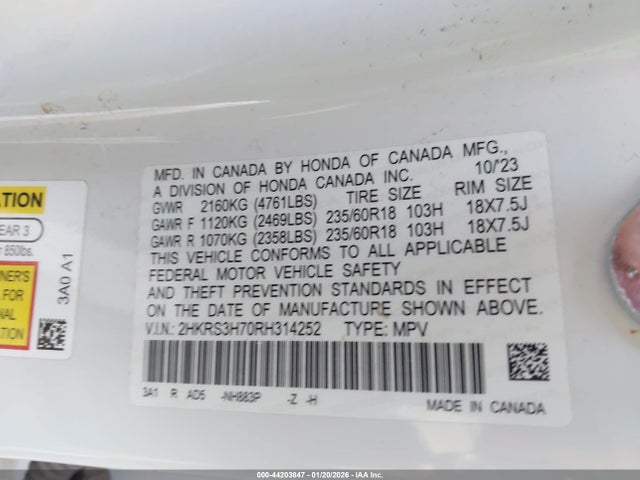 MFD. IN CANADA BY HONDA OF CANADA MFG.,
A DIVISION OF HONDA CANADA INC. 10/'23
GVWR 2160KG (4761LBS) TIRE SIZE RIM SIZE
GAWR F 1120KG (2469LBS) 235/60R18 103H 18X7.5J
GAWR R 1070KG (2358LBS) 235/60R18 103H 18X7.5J
THIS VEHICLE CONFORMS TO ALL APPLICABLE
FEDERAL MOTOR VEHICLE SAFETY
AND THEFT PREVENTION STANDARDS IN EFFECT
ON THE DATE OF MANUFACTURE SHOWN ABOVE.
V.I.N.: 2HKRS3H70RH314252 TYPE: MPV
3A1 R AD5 -NH883P -Z -H
MADE IN CANADA
ATION
EAR 3
r 850lbs.
NER'S
FOR
NAL
ATION
3A0 A1
000-44203847 - 01/20/2026 - IAA Inc.